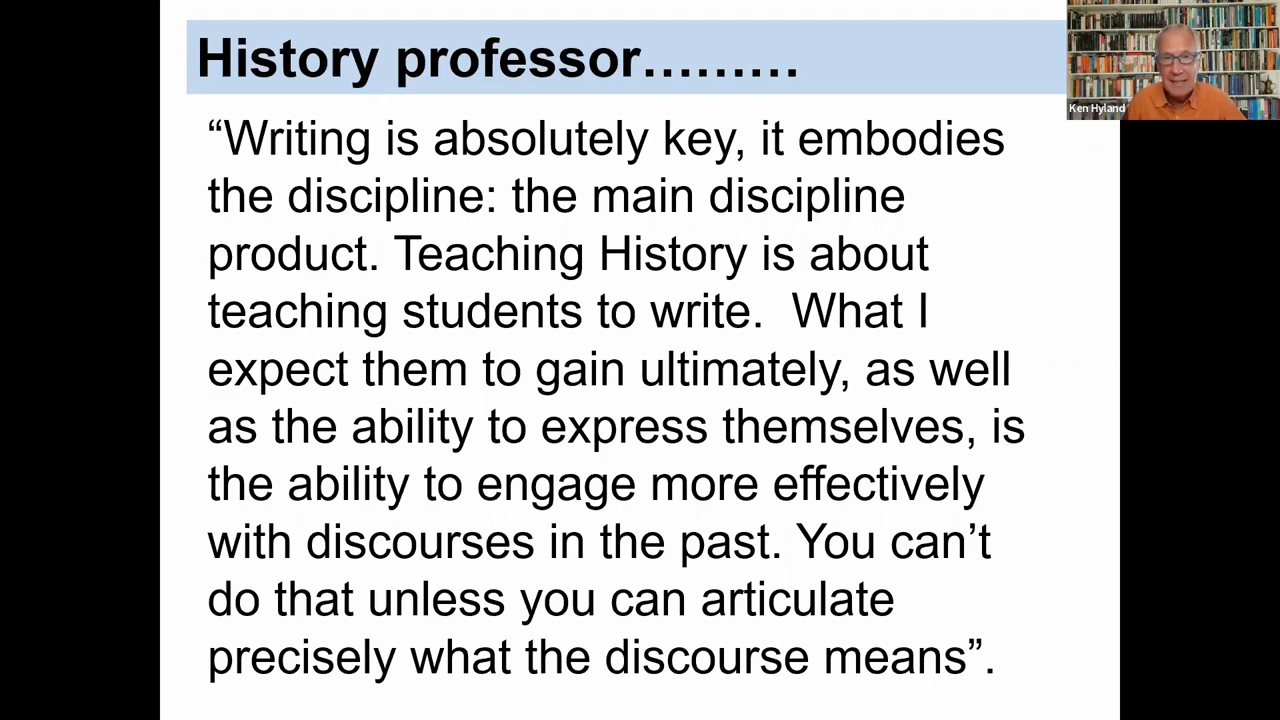 History professor.........
Ken Hyland
“Writing is absolutely key, it embodies
the discipline: the main discipline
product. Teaching History is about
teaching students to write.  What I
expect them to gain ultimately, as well
as the ability to express themselves, is
the ability to engage more effectively
with discourses in the past. You can’t
do that unless you can articulate
precisely what the discourse means”.